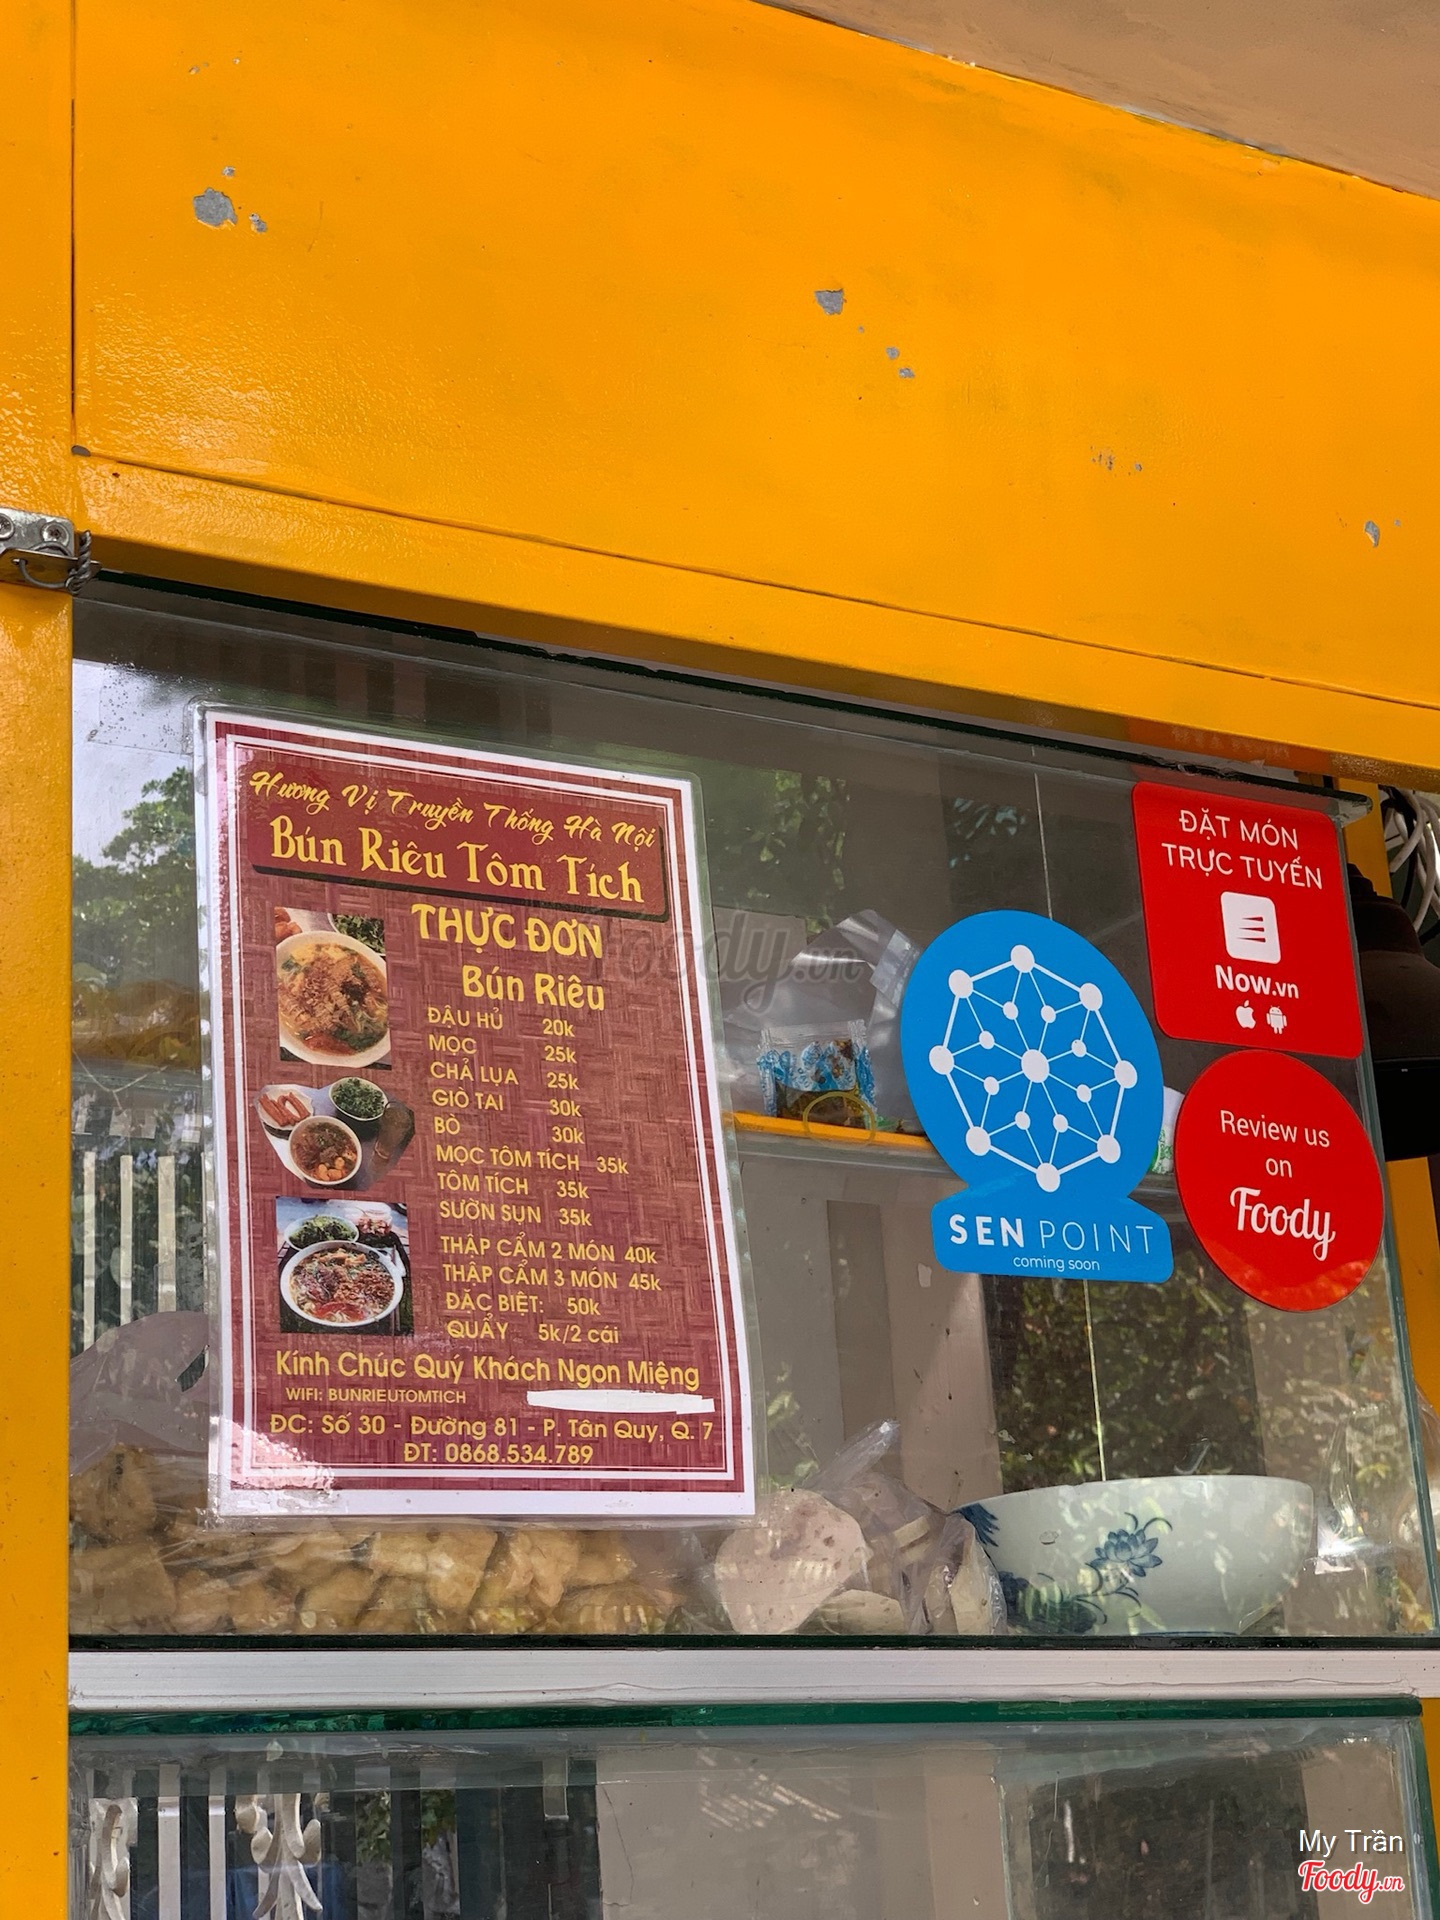 Hương Vị Truyền Thống Hà Nội
Bún Riêu Tôm Tích
THỰC ĐƠN
Bún Riêu
ĐẬU HỦ 20k
MỌC 25k
CHẢ LỤA 25k
GIÒ TAI 30k
BÒ 30k
MỌC TÔM TÍCH 35k
TÔM TÍCH 35k
SƯỜN SỤN 35k
THẬP CẨM 2 MÓN 40k
THẬP CẨM 3 MÓN 45k
ĐẶC BIỆT: 50k
QUẨY 5k/2 cái
Kính Chúc Quý Khách Ngon Miệng
WIFI: BUNRIEUTOMTICH
ĐC: Số 30 - Đường 81 - P. Tân Quy, Q. 7
ĐT: 0868.534.789
Foody.vn
SEN POINT
coming soon
ĐẶT MÓN
TRỰC TUYẾN
Now.vn
Review us
on
Foody
My Trần
Foody.vn